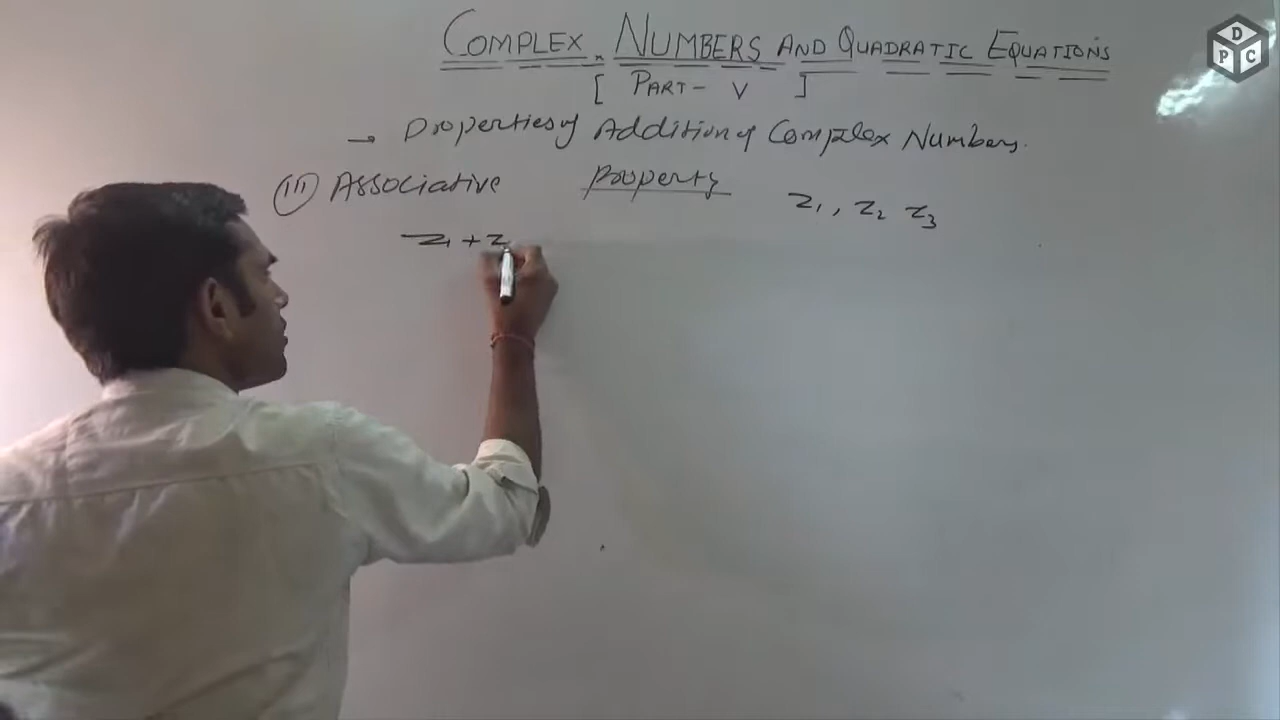 COMPLEX NUMBERS AND QUADRATIC EQUATIONS
[ PART- V ]
→ Properties of Addition of Complex Numbers.
(III) Associative Property
z₁, z₂ z₃
z₁ + z
D
P C